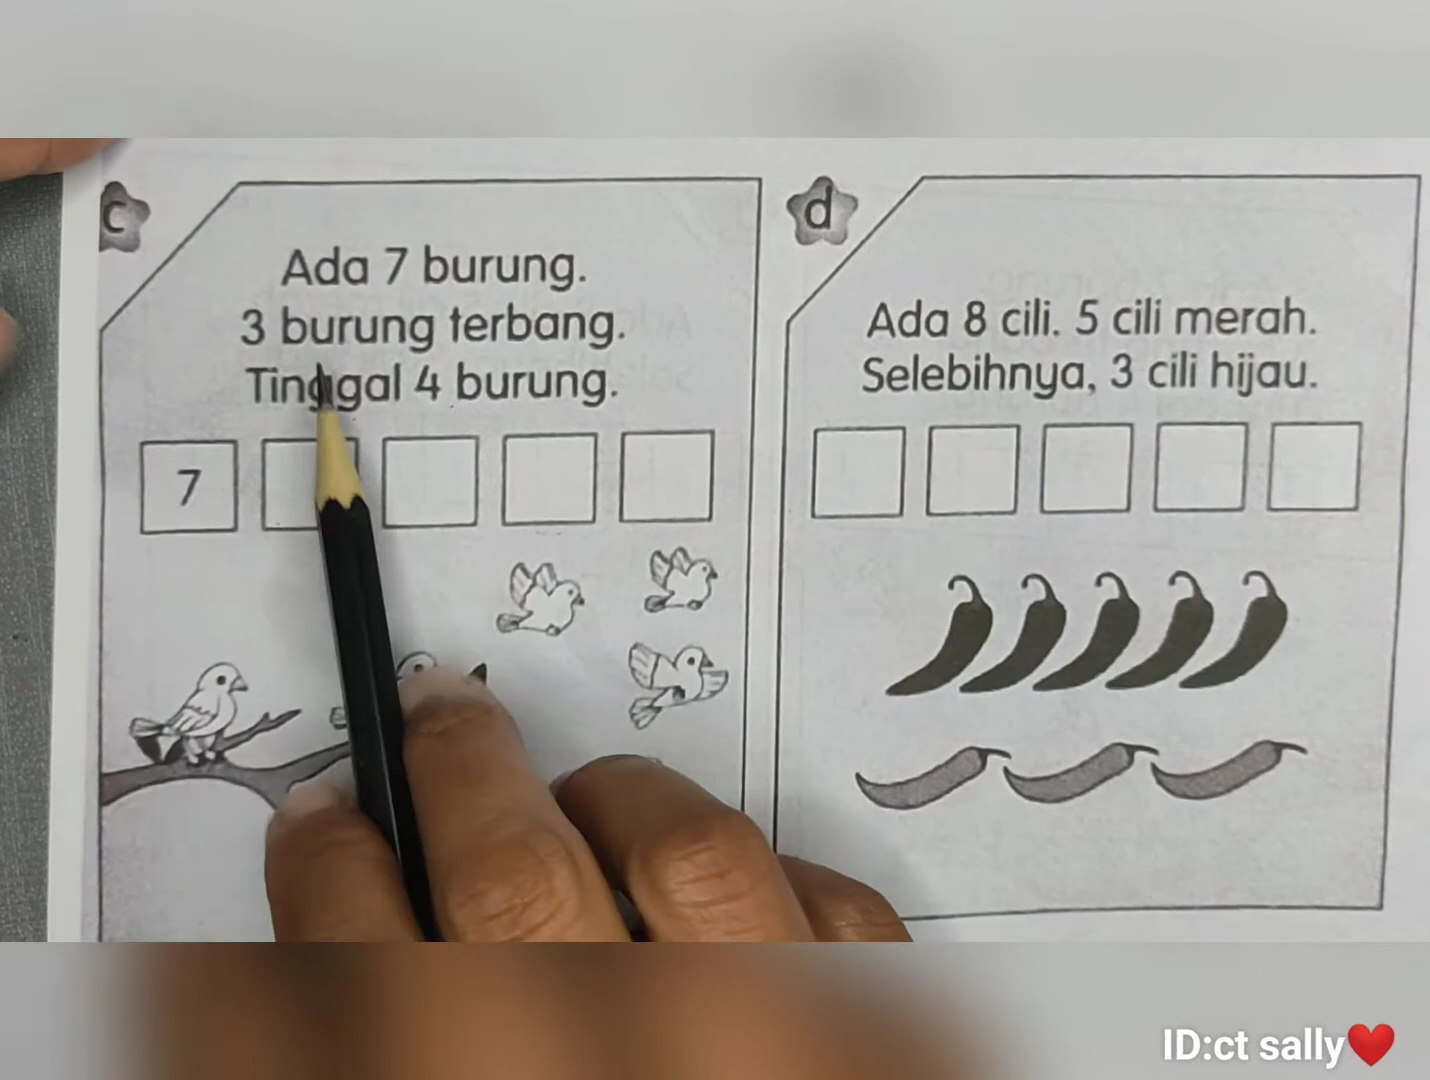 c
Ada 7 burung.
3 burung terbang.
Tinggal 4 burung.
7
d
Ada 8 cili. 5 cili merah.
Selebihnya, 3 cili hijau.
ID:ct sally❤️